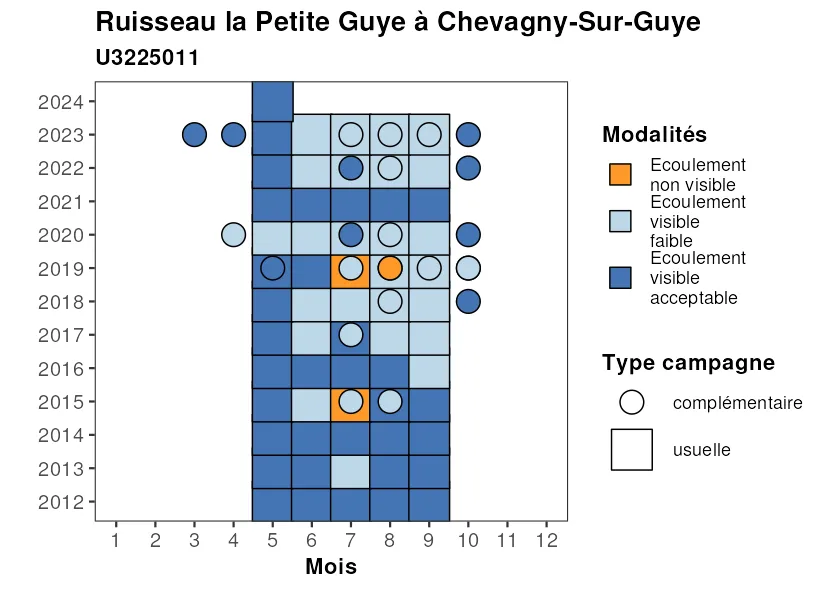 Ruisseau la Petite Guye à Chevagny-Sur-Guye
U3225011
2024
2023
2022
2021
2020
2019
2018
2017
2016
2015
2014
2013
2012
1 2 3 4 5 6 7 8 9 10 11 12
Mois
Modalités
Ecoulement
non visible
Ecoulement
visible
faible
Ecoulement
visible
acceptable
Type campagne
complémentaire
usuelle